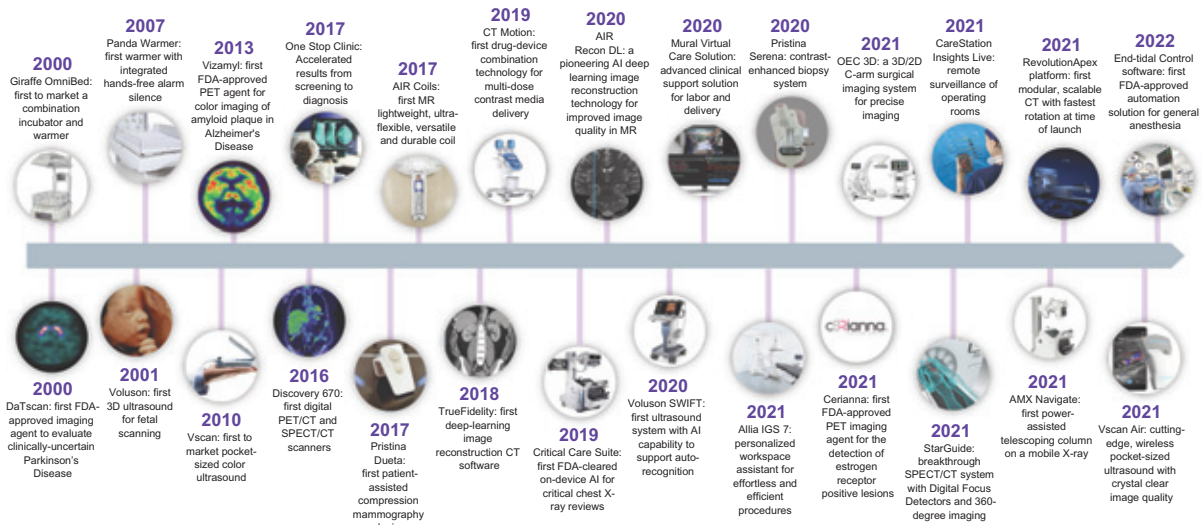 2000
Giraffe OmniBed:
first to market a
combination
incubator and
warmer
2007
Panda Warmer:
first warmer with
integrated
hands-free alarm
silence
2013
Vizamyl: first
FDA-approved
PET agent for
color imaging of
amyloid plaque in
Alzheimer's
Disease
2017
One Stop Clinic:
Accelerated
results from
screening to
diagnosis
2017
AIR Coils:
first MR
lightweight, ultra-
flexible, versatile
and durable coil
2019
CT Motion:
first drug-device
combination
technology for
multi-dose
contrast media
delivery
2020
AIR
Recon DL: a
pioneering AI deep
learning image
reconstruction
technology for
improved image
quality in MR
2020
Mural Virtual
Care Solution:
advanced clinical
support solution
for labor and
delivery
2020
Pristina
Serena: contrast-
enhanced biopsy
system
2021
OEC 3D: a 3D/2D
C-arm surgical
imaging system
for precise
imaging
2021
CareStation
Insights Live:
remote
surveillance of
operating
rooms
2021
RevolutionApex
platform: first
modular, scalable
CT with fastest
rotation at time
of launch
2022
End-tidal Control
software: first
FDA-approved
automation
solution for general
anesthesia
2000
DaTscan: first FDA-
approved imaging
agent to evaluate
clinically-uncertain
Parkinson's
Disease
2001
Voluson: first
3D ultrasound
for fetal
scanning
2010
Vscan: first to
market pocket-
sized color
ultrasound
2016
Discovery 670:
first digital
PET/CT and
SPECT/CT
scanners
2017
Pristina
Dueta:
first patient-
assisted
compression
mammography
2018
TrueFidelity: first
deep-learning
image
reconstruction CT
software
2019
Critical Care Suite:
first FDA-cleared
on-device AI for
critical chest X-
ray reviews
2020
Voluson SWIFT:
first ultrasound
system with AI
capability to
support auto-
recognition
2021
Allia IGS 7:
personalized
workspace
assistant for
effortless and
efficient
procedures
cerianna
2021
Cerianna: first
FDA-approved
PET imaging
agent for the
detection of
estrogen
receptor
positive lesions
2021
StarGuide:
breakthrough
SPECT/CT system
with Digital Focus
Detectors and 360-
degree imaging
2021
AMX Navigate:
first power-
assisted
telescoping column
on a mobile X-ray
2021
Vscan Air: cutting-
edge, wireless
pocket-sized
ultrasound with
crystal clear
image quality